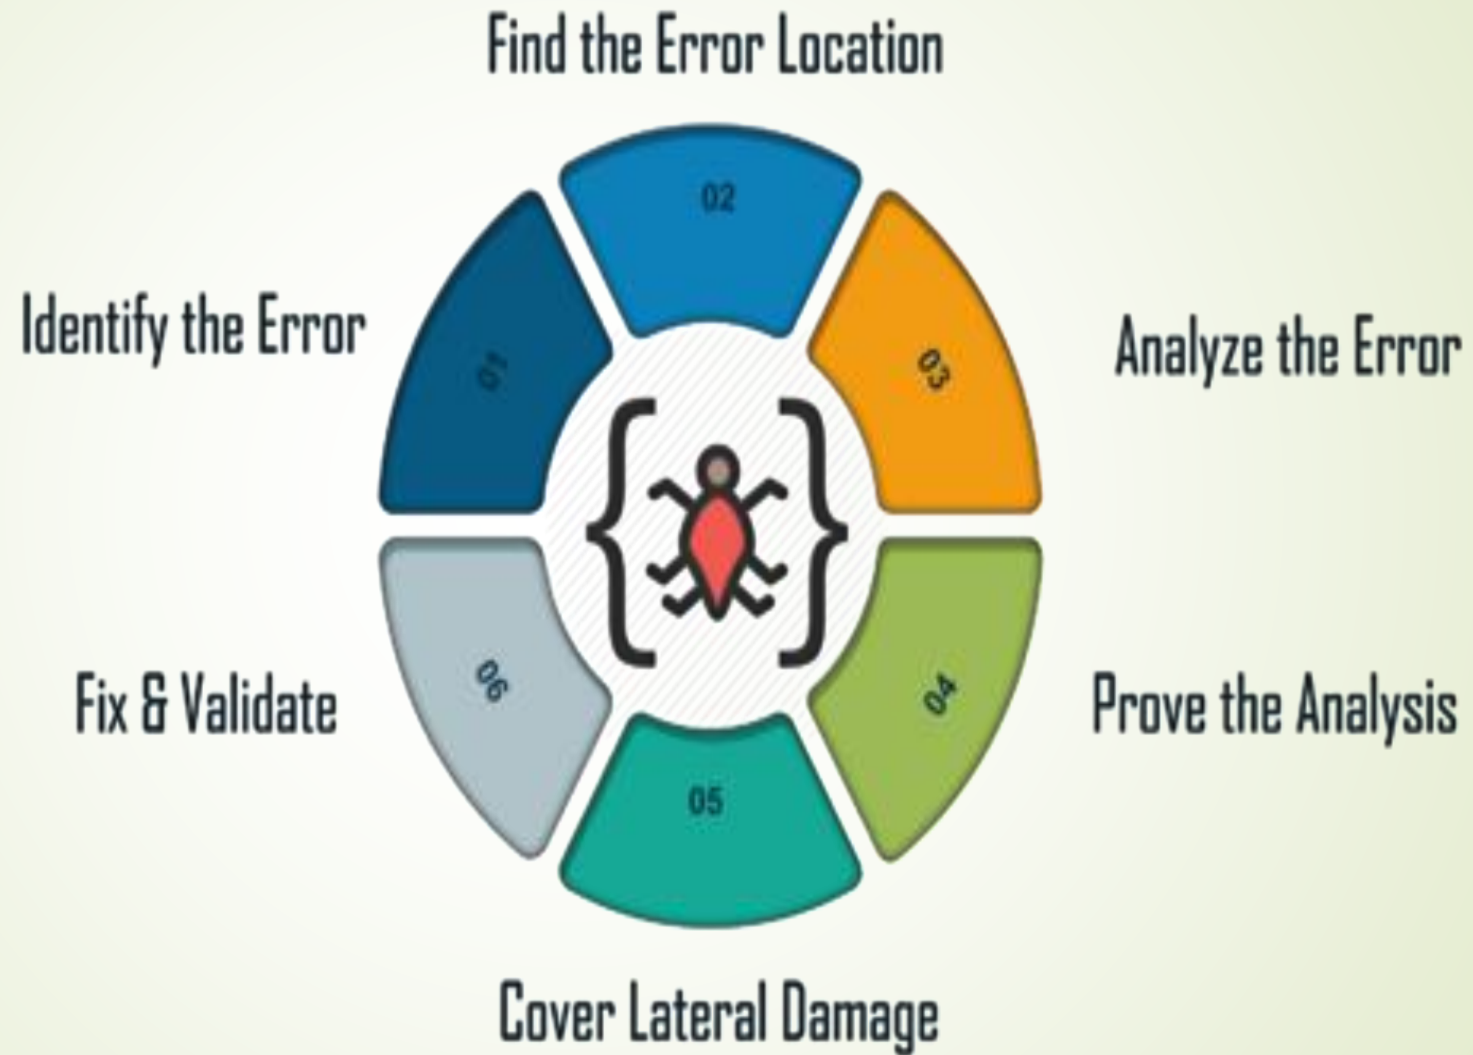 Find the Error Location
02
01
03
Identify the Error
Analyze the Error
06
04
Fix & Validate
Prove the Analysis
05
Cover Lateral Damage